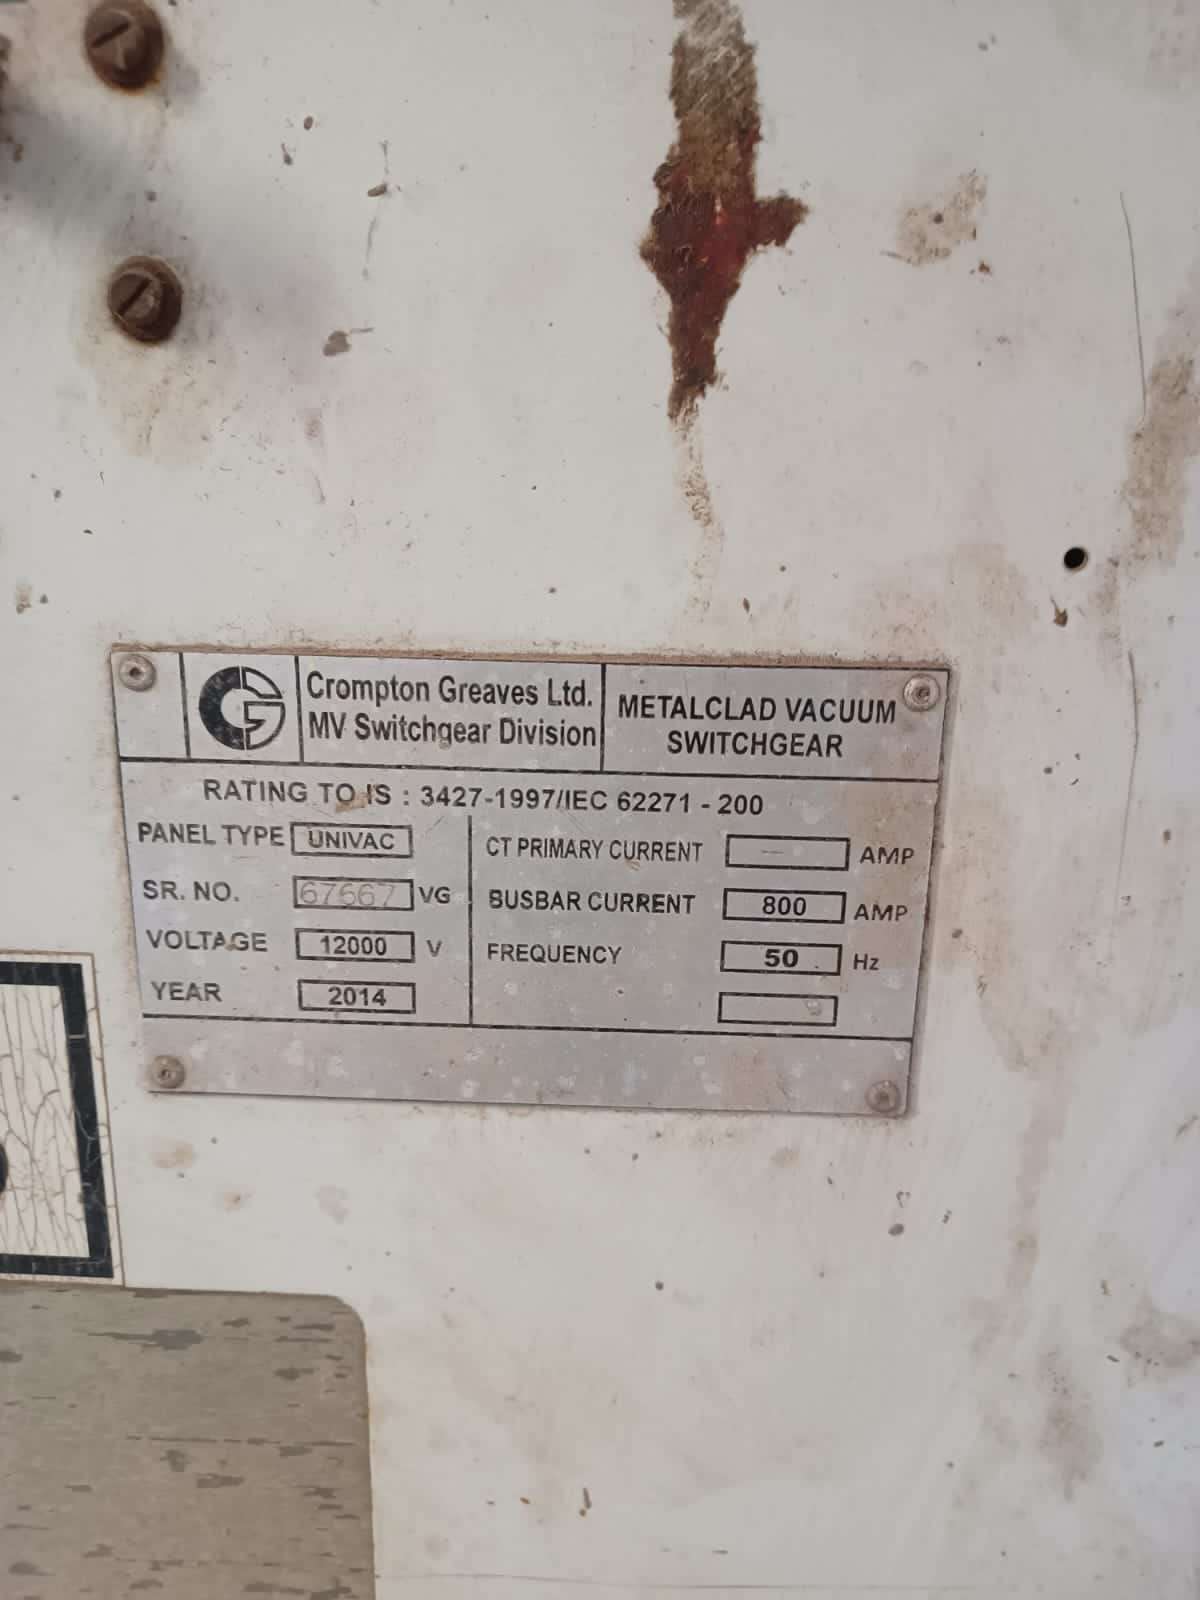 Crompton Greaves Ltd.
MV Switchgear Division
METALCLAD VACUUM
SWITCHGEAR
RATING TO IS : 3427-1997/IEC 62271 - 200
PANEL TYPE UNIVAC
SR. NO. 67667 VG
VOLTAGE 12000 V
YEAR 2014
CT PRIMARY CURRENT --- AMP
BUSBAR CURRENT 800 AMP
FREQUENCY 50 Hz